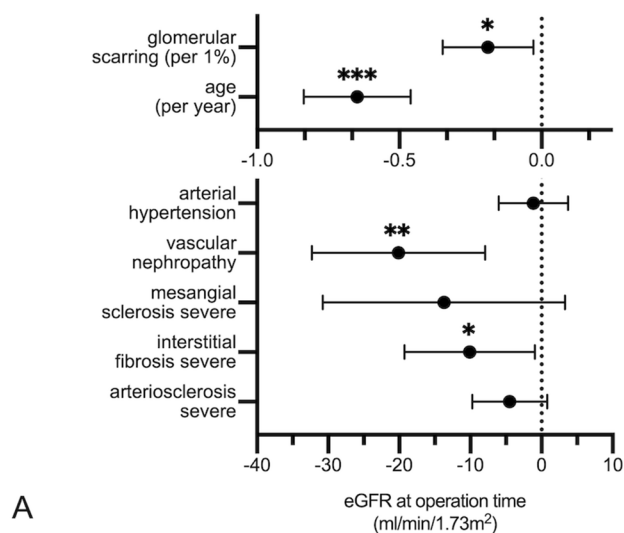 glomerular
scarring (per 1%)
*
age
(per year)
***
-1.0 -0.5 0.0
arterial
hypertension
vascular
nephropathy
**
mesangial
sclerosis severe
interstitial
fibrosis severe
*
arteriosclerosis
severe
-40 -30 -20 -10 0 10
eGFR at operation time
(ml/min/1.73m²)
A